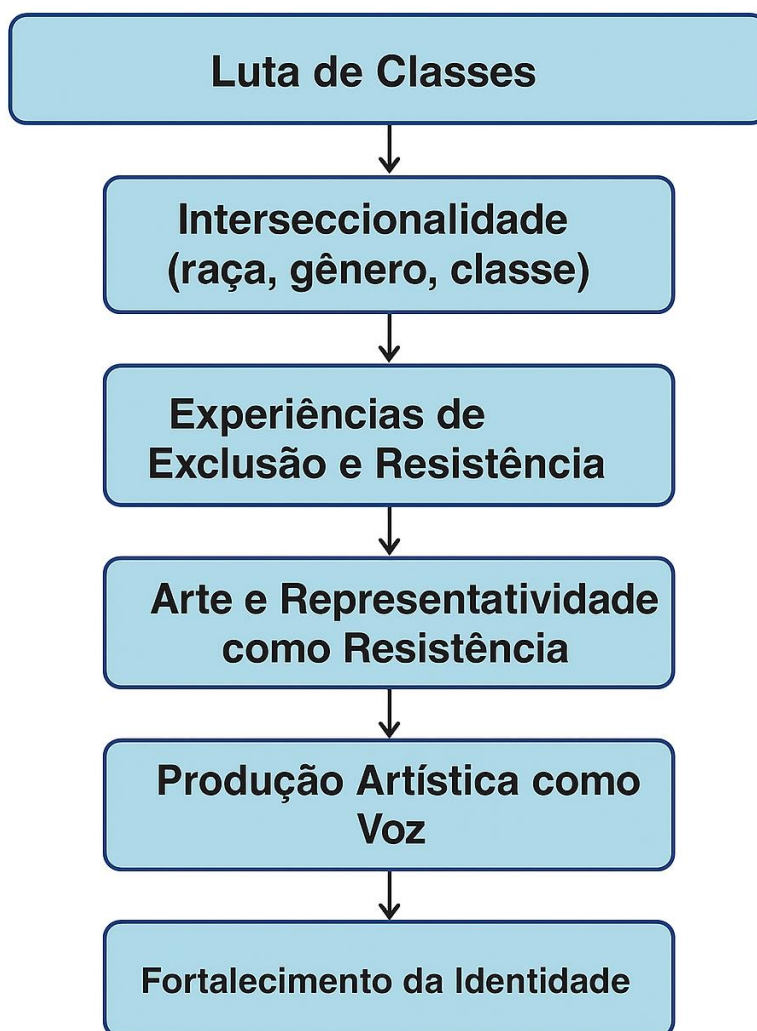 Luta de Classes
Interseccionalidade
(raça, gênero, classe)
Experiências de
Exclusão e Resistência
Arte e Representatividade
como Resistência
Produção Artística como
Voz
Fortalecimento da Identidade